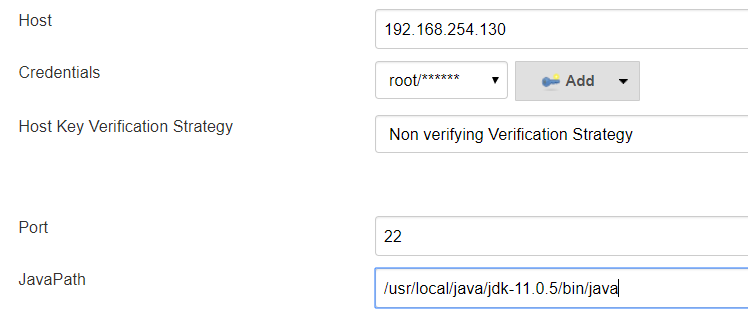 Host
192.168.254.130
Credentials
root/******
Add
Host Key Verification Strategy
Non verifying Verification Strategy
Port
22
JavaPath
/usr/local/java/jdk-11.0.5/bin/java